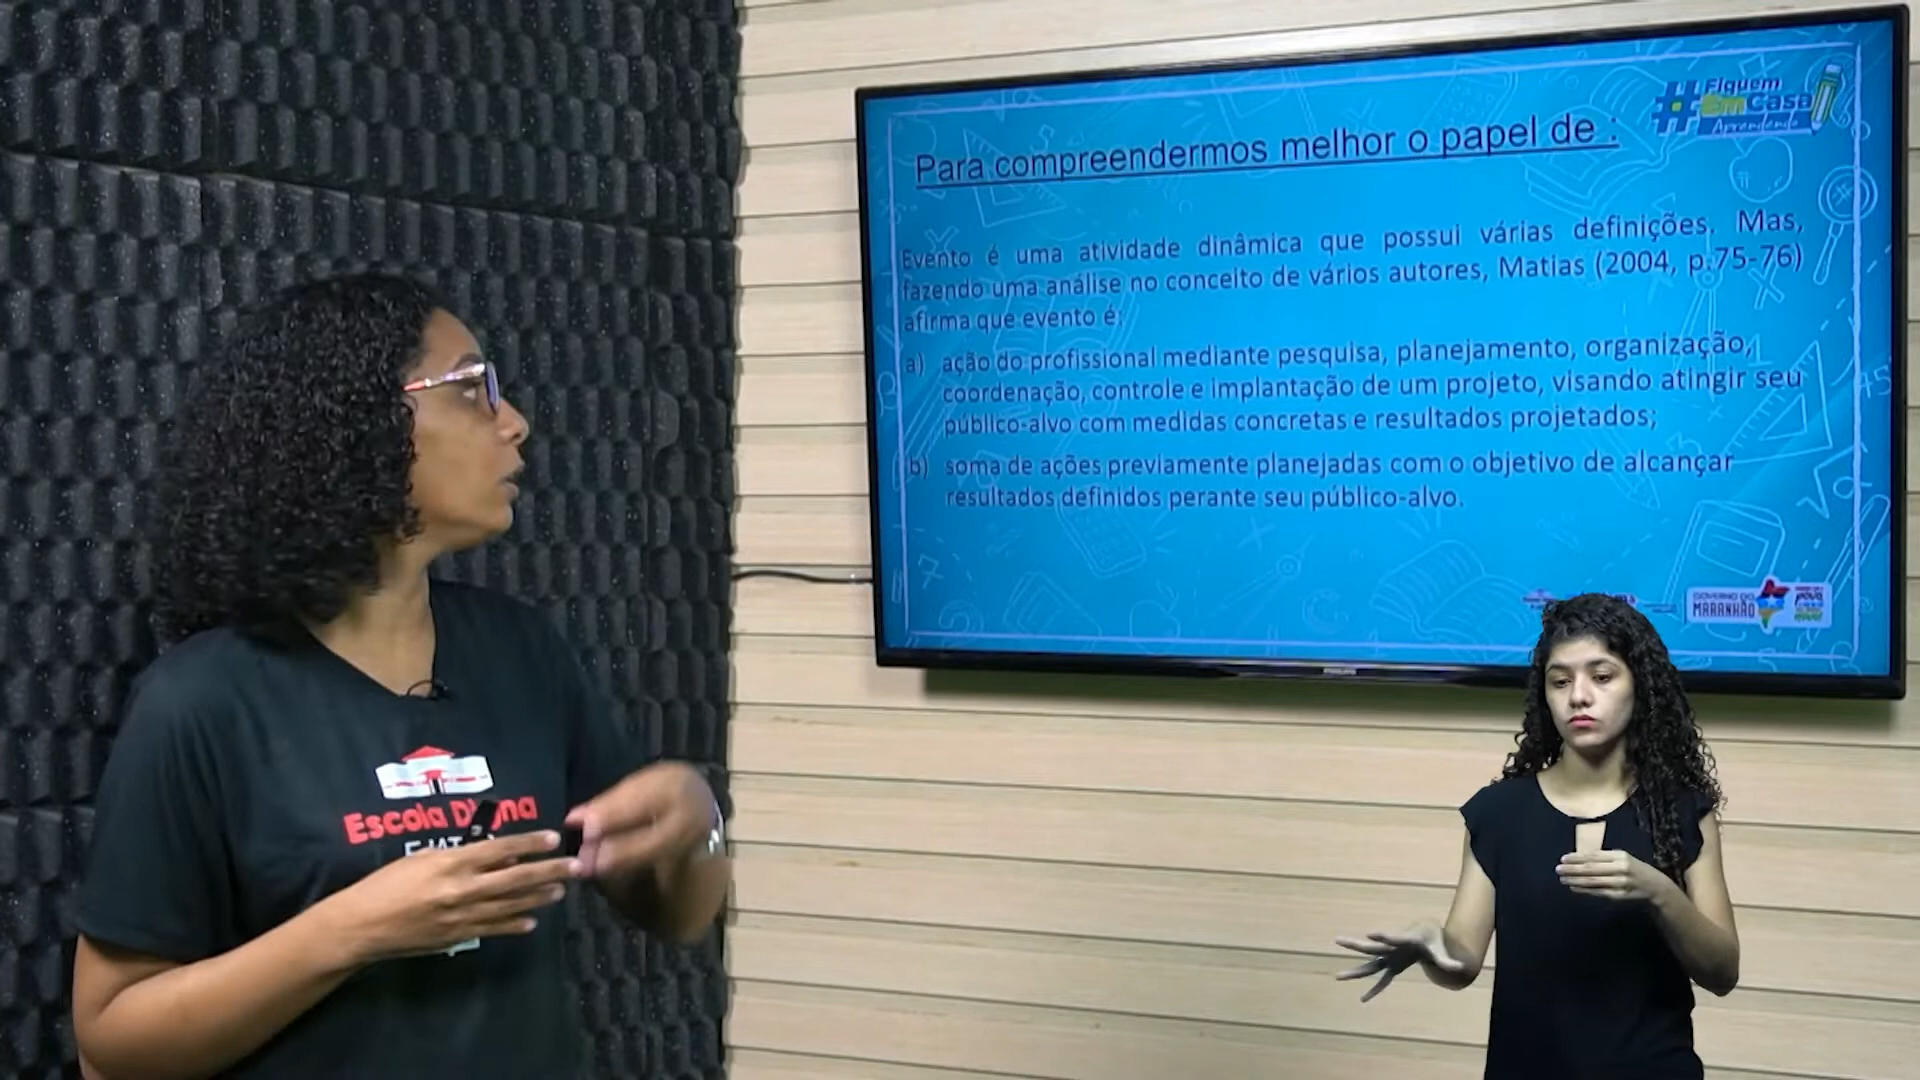 #Fiquem
EmCasa
Aprendendo
Para compreendermos melhor o papel de :
Evento é uma atividade dinâmica que possui várias definições. Mas,
fazendo uma análise no conceito de vários autores, Matias (2004, p.75-76)
afirma que evento é:
a) ação do profissional mediante pesquisa, planejamento, organização,
coordenação, controle e implantação de um projeto, visando atingir seu
público-alvo com medidas concretas e resultados projetados;
b) soma de ações previamente planejadas com o objetivo de alcançar
resultados definidos perante seu público-alvo.
GOVERNO DO
MARANHÃO
PHILIPS
Escola Digna